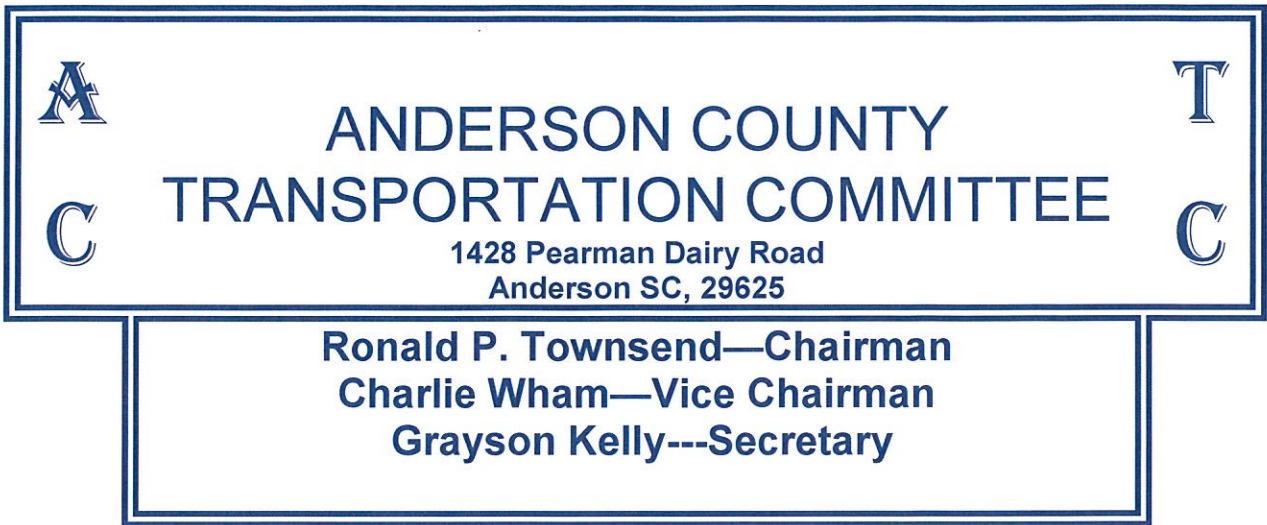 A T
ANDERSON COUNTY
TRANSPORTATION COMMITTEE
C C
1428 Pearman Dairy Road
Anderson SC, 29625
Ronald P. Townsend—Chairman
Charlie Wham—Vice Chairman
Grayson Kelly---Secretary